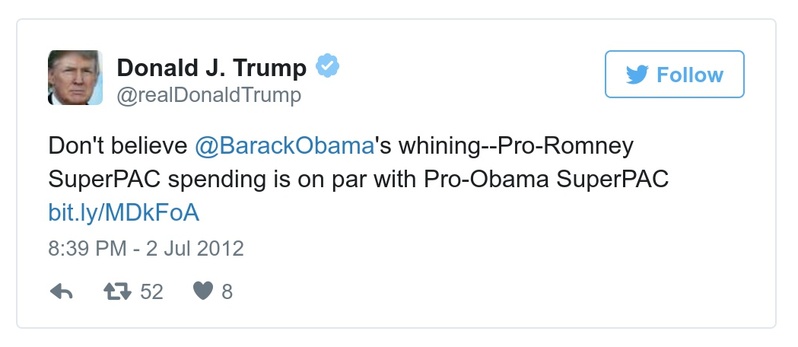 Donald J. Trump
@realDonaldTrump
Follow
Don't believe @BarackObama's whining--Pro-Romney
SuperPAC spending is on par with Pro-Obama SuperPAC
bit.ly/MDkFoA
8:39 PM - 2 Jul 2012
52 8